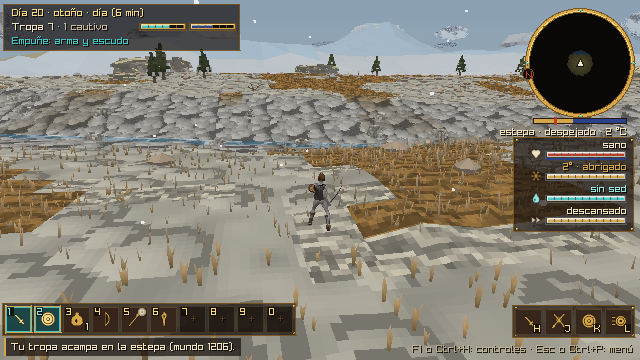 Día 20 · otoño · día (6 min)
Tropa 7 · 1 cautivo
Empuñe: arma y escudo
N
estepa · despejado · 2 °C
sano
2° · abrigado
sin sed
descansado
1 2 3 4 5 6 7 8 9 0
1
H J K L
Tu tropa acampa en la estepa (mundo 1206).
F1 o Ctrl+H: controles · Esc o Ctrl+P: menú